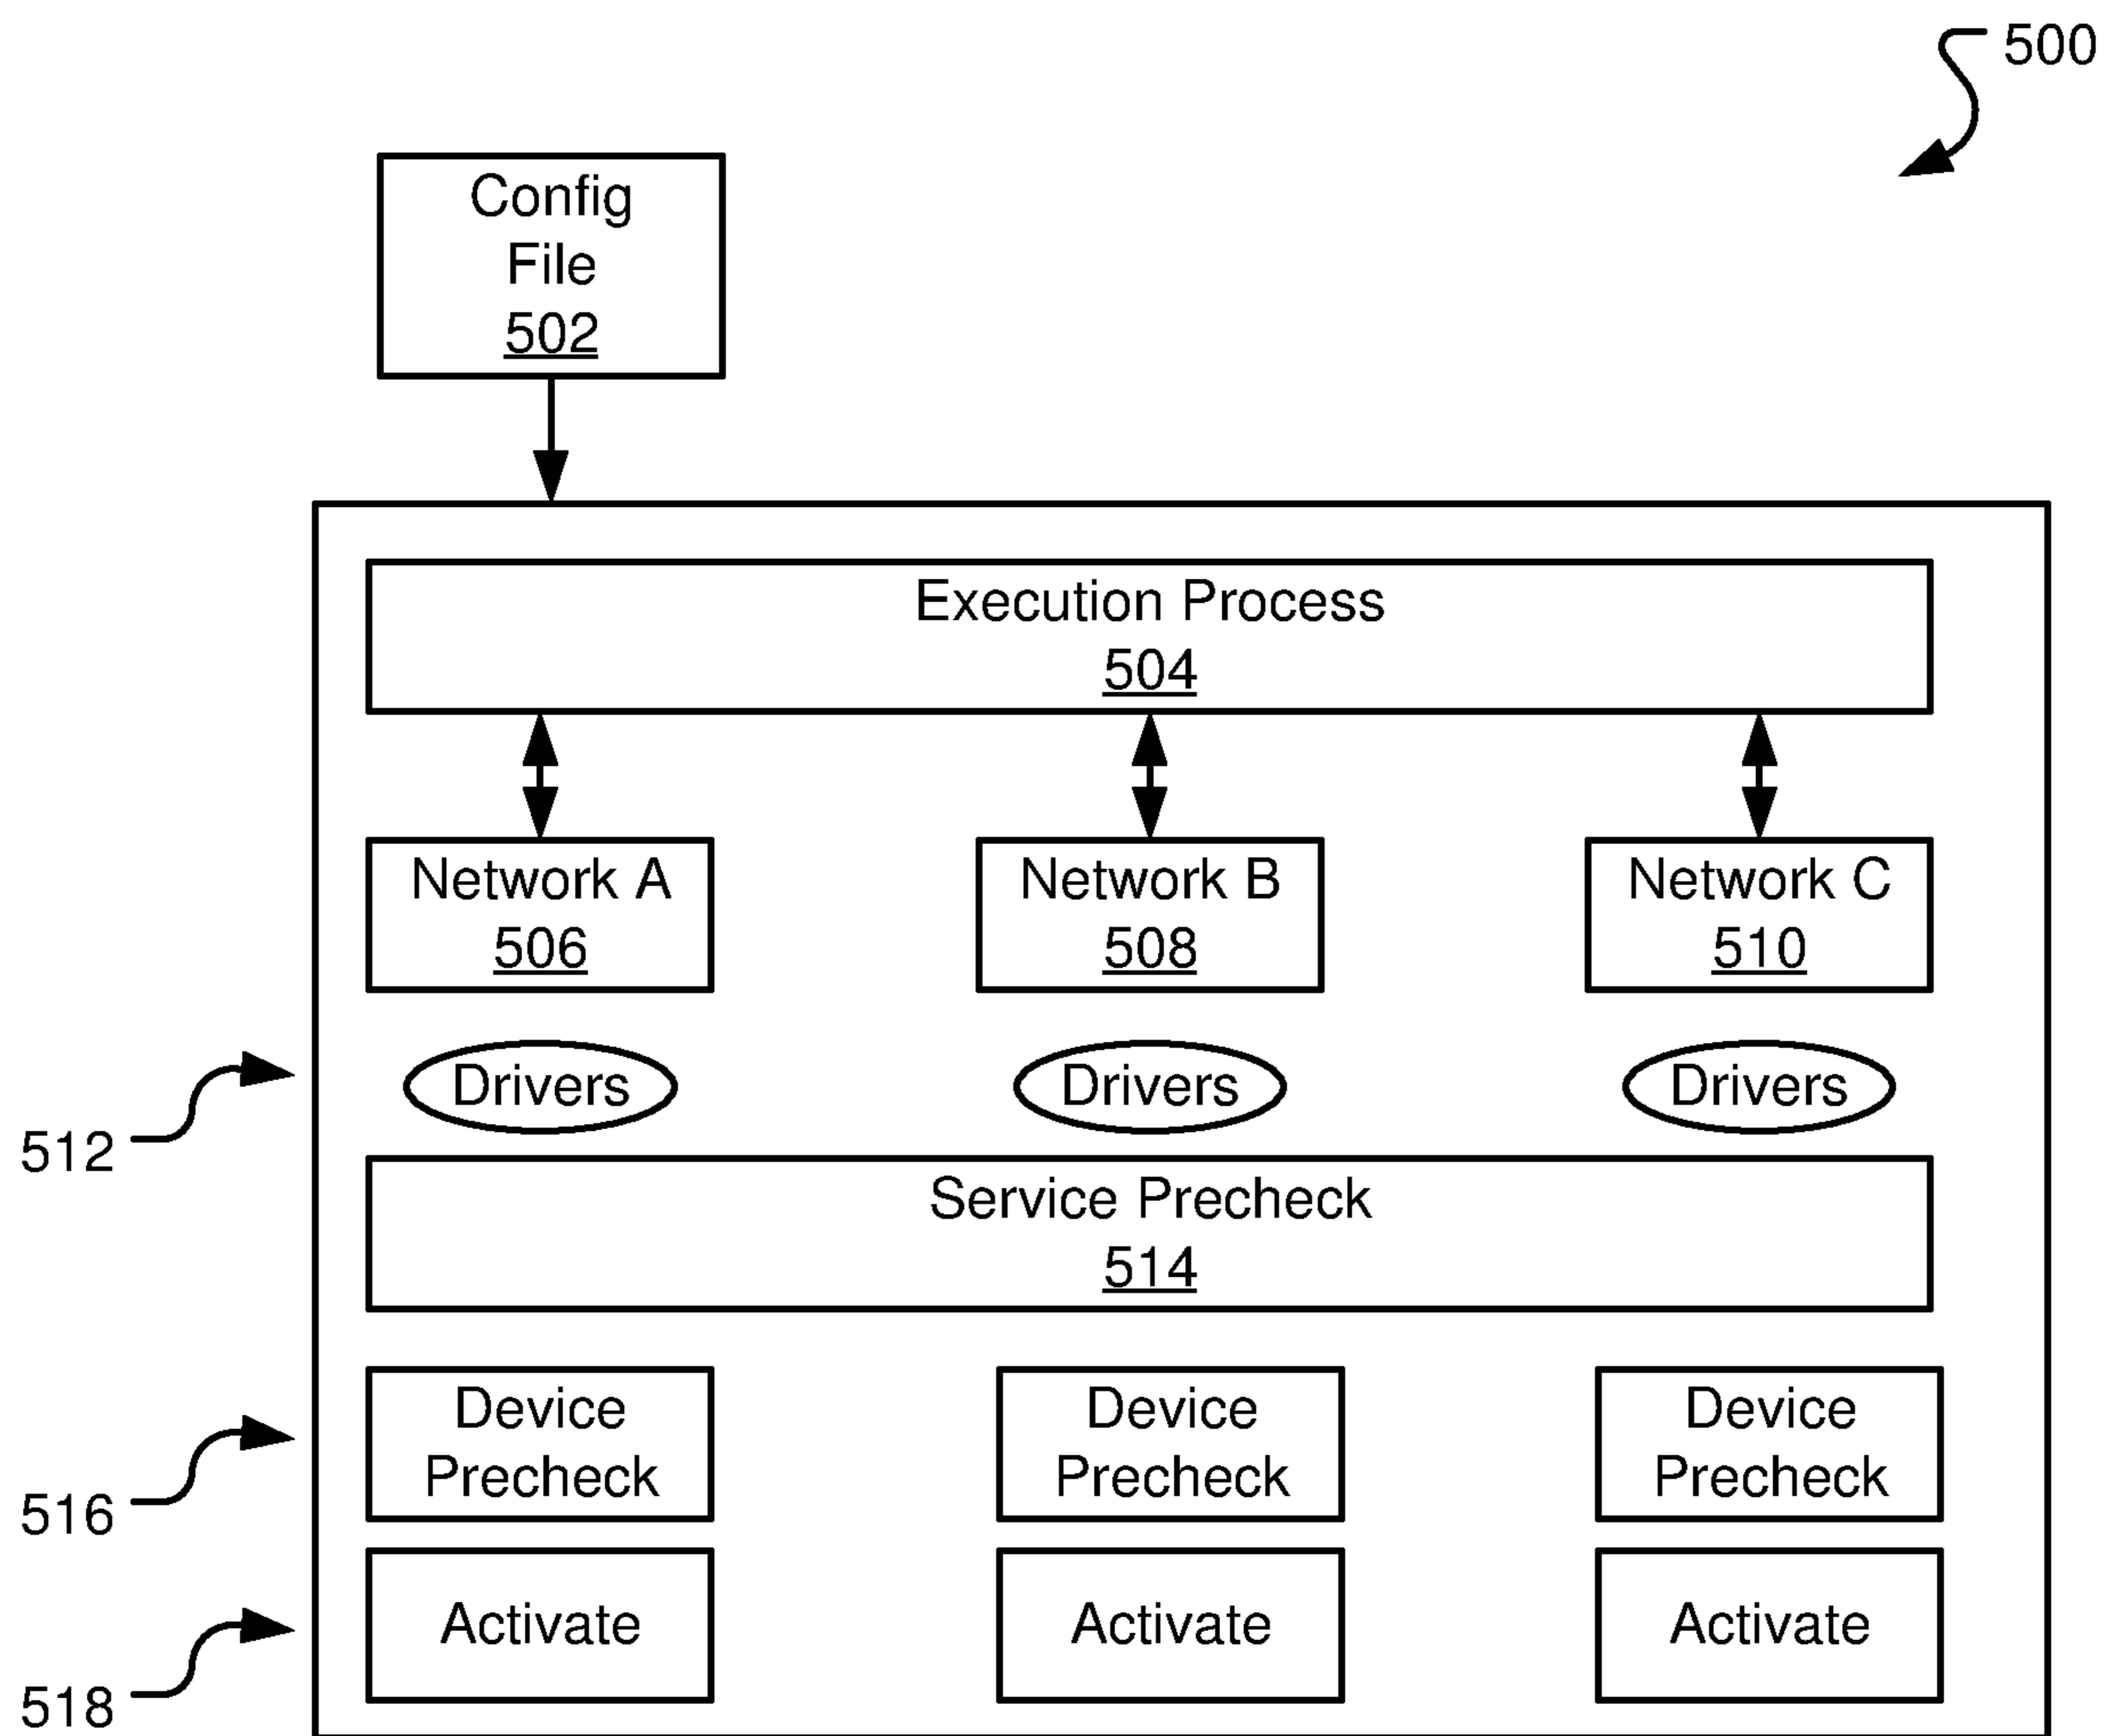 500
Config
File
502
Execution Process
504
Network A
506
Network B
508
Network C
510
Drivers
Drivers
Drivers
512
Service Precheck
514
Device
Precheck
Device
Precheck
Device
Precheck
516
Activate
Activate
Activate
518